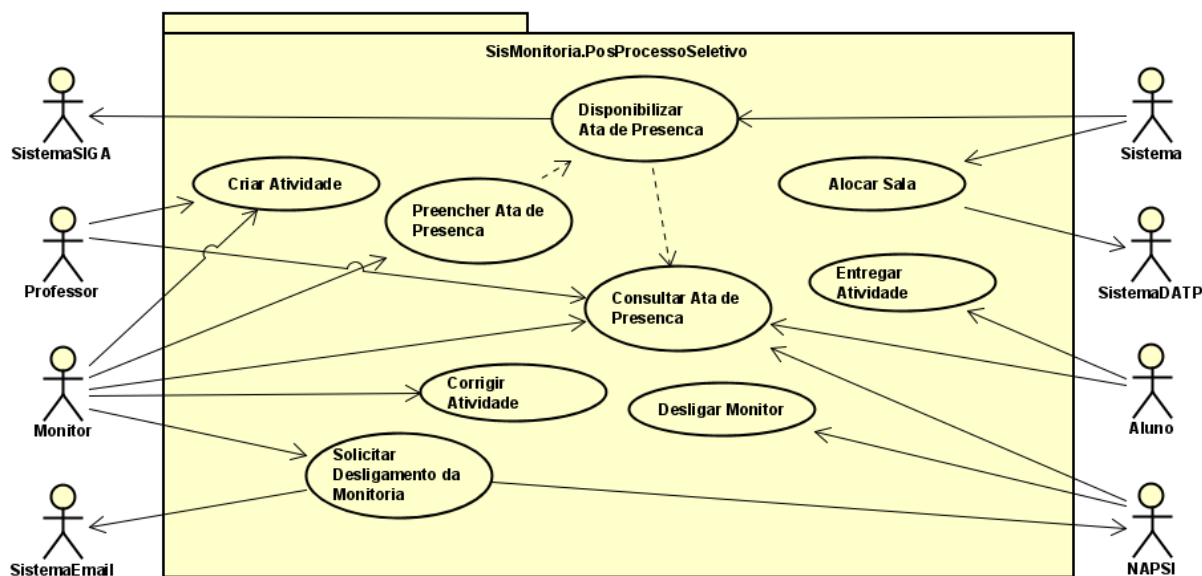 SisMonitoria.PosProcessoSeletivo
SistemaSIGA
Disponibilizar
Ata de Presenca
Sistema
Criar Atividade
Alocar Sala
Professor
Preencher Ata de
Presenca
SistemaDATP
Entregar
Atividade
Consultar Ata de
Presenca
Monitor
Corrigir
Atividade
Desligar Monitor
Aluno
Solicitar
Desligamento da
Monitoria
SistemaEmail
NAPSI